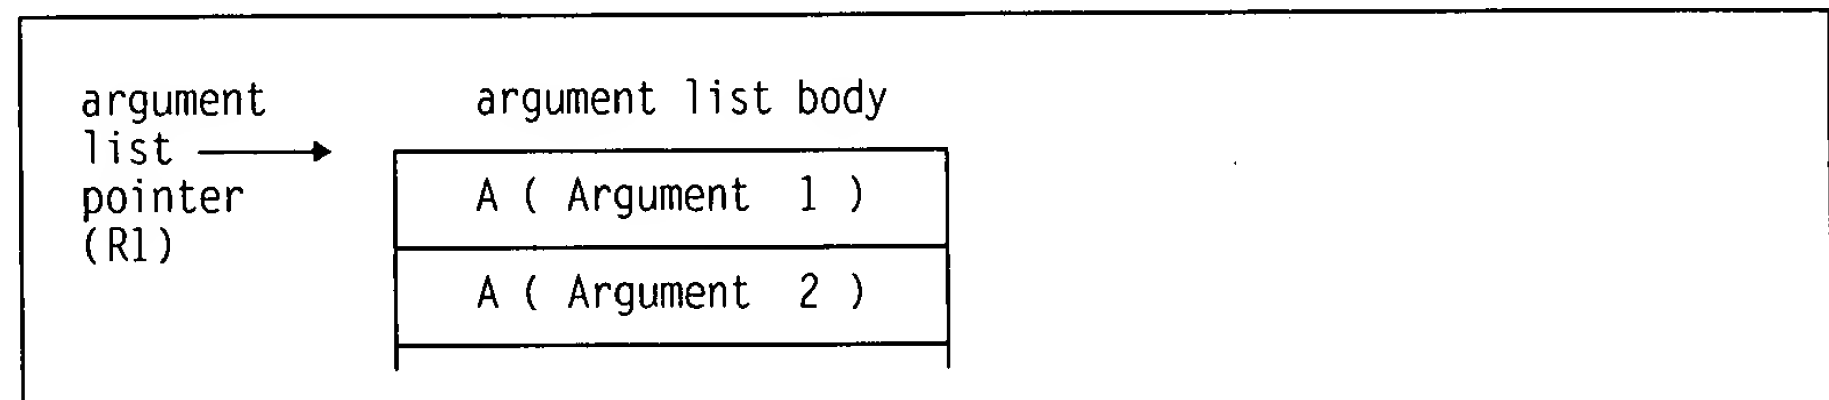 argument
list
pointer
(R1)
argument list body
A ( Argument 1 )
A ( Argument 2 )